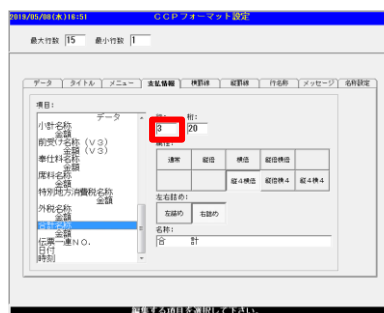 2019/05/08(水)16:51 CCPフォーマット設定
最大行数 15 最小行数 1
データ タイトル メニュー 支払情報 横罫線 縦罫線 行名称 メッセージ 名称設定
項目:
データ 桁:
小計名称 3 20
金額
前受け名称(V3)
金額(V3)
奉仕料名称 通常 縦倍 横倍 縦倍横倍
金額
席料名称 縦4横倍 縦倍横4 縦4横4
金額
特別地方消費税名称 左右詰め:
金額
外税名称 左詰め 右詰め
金額
合計名称 名称:
金額 合 計
伝票一連NO.
日付
時刻
編集する項目を選択して下さい。